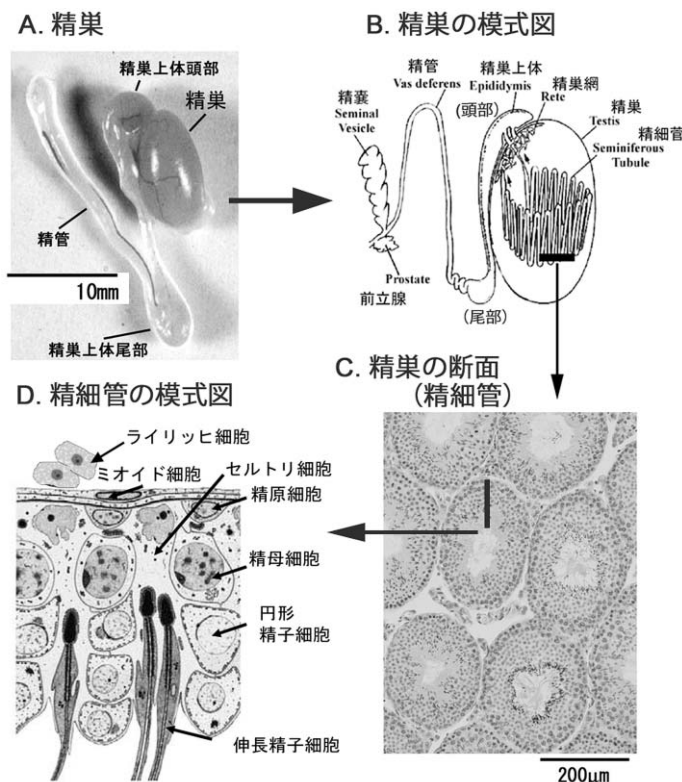 A. 精巣
精巣上体頭部
精巣
精管
10mm
精巣上体尾部
B. 精巣の模式図
精管
Vas deferens
精巣上体
Epididymis
(頭部)
精巣網
Rete
精嚢
Seminal
Vesicle
精巣
Testis
精細菅
Seminiferous
Tubule
Prostate
前立腺
(尾部)
C. 精巣の断面
(精細管)
200μm
D. 精細管の模式図
ライリッヒ細胞
ミオイド細胞
セルトリ細胞
精原細胞
精母細胞
円形
精子細胞
伸長精子細胞